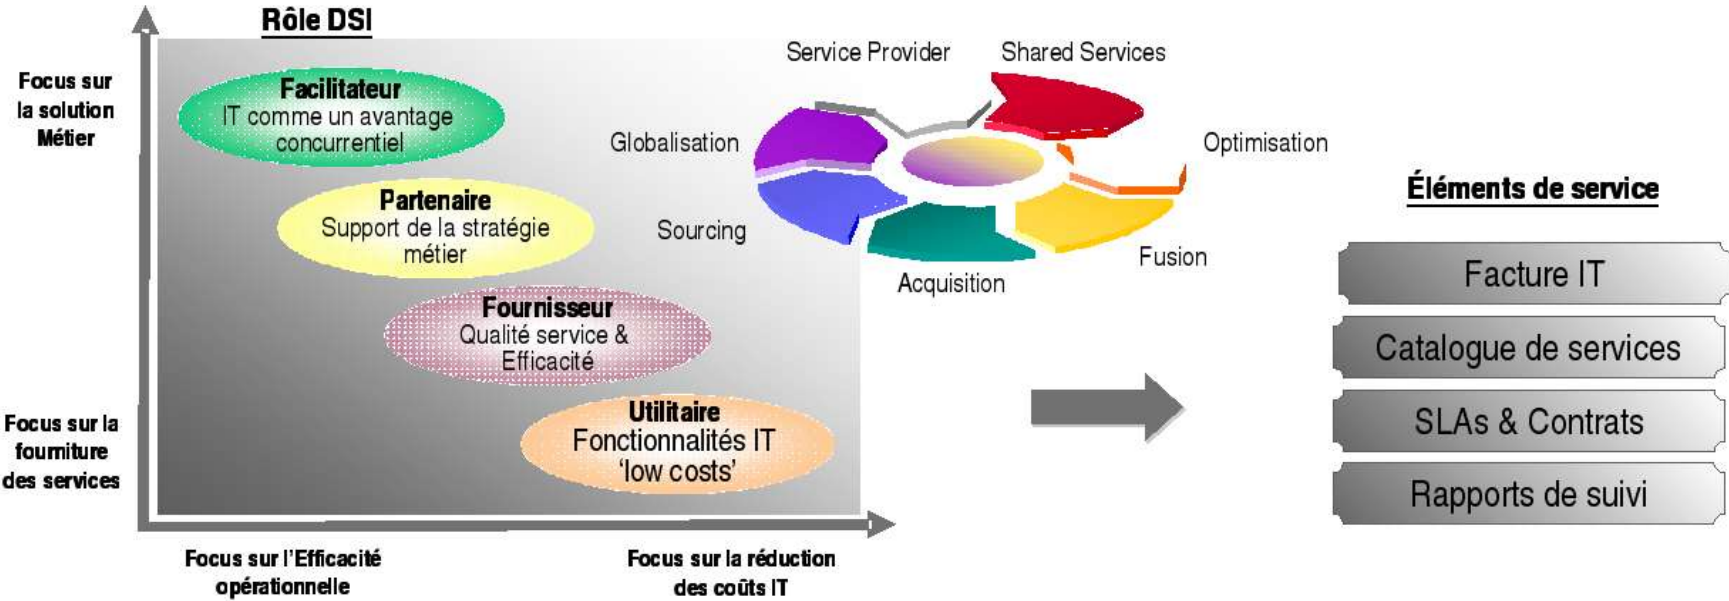 Rôle DSI
Focus sur
la solution
Métier
Facilitateur
IT comme un avantage
concurrentiel
Partenaire
Support de la stratégie
métier
Fournisseur
Qualité service &
Efficacité
Utilitaire
Fonctionnalités IT
‘low costs’
Focus sur la
fourniture
des services
Focus sur l’Efficacité
opérationnelle
Focus sur la réduction
des coûts IT
Service Provider
Shared Services
Globalisation
Optimisation
Sourcing
Fusion
Acquisition
Éléments de service
Facture IT
Catalogue de services
SLAs & Contrats
Rapports de suivi